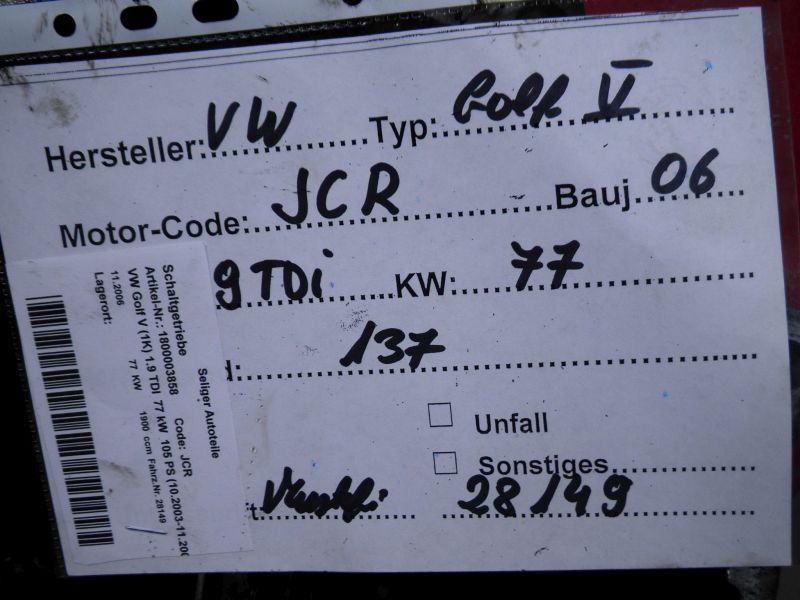 Hersteller: VW Typ: Golf V
Motor-Code: JCR Bauj. 06
9 TDi KW: 77
137
Unfall
Sonstiges
t. 28149
Seliger Autoteile
Schaltgetriebe
Artikel-Nr.: 1800003858 Code: JCR
VW Golf V (1K) 1.9 TDI 77 kW 105 PS (10.2003-11.200
77 KW 1900 ccm Fahrz.Nr. 28149
11.2006
Lagerort: